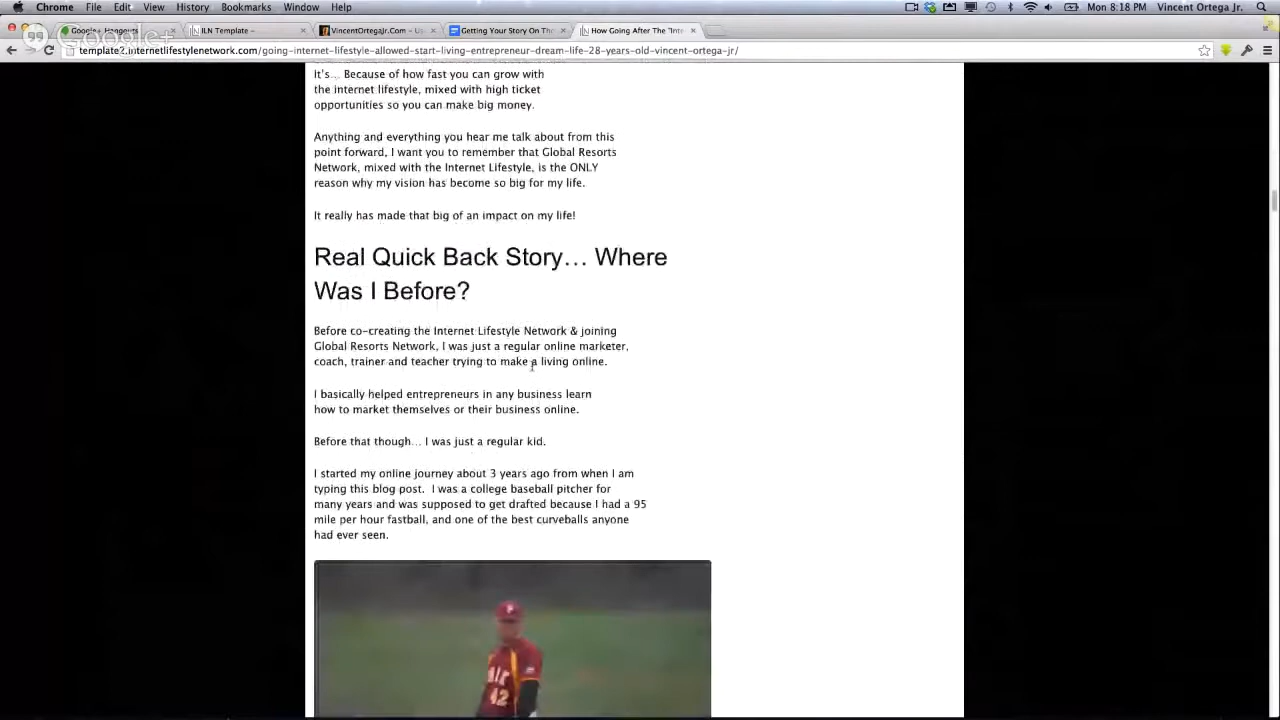 Chrome File Edit View History Bookmarks Window Help Mon 8:18 PM Vincent Ortega Jr.
Google+ Hangouts ILN Template – VincentOrtegaJr.Com – Getting Your Story On The How Going After The "Inte
Google+
template2.internetlifestylenetwork.com/going-internet-lifestyle-allowed-start-living-entrepreneur-dream-life-28-years-old-vincent-ortega-jr/
It's... Because of how fast you can grow with
the internet lifestyle, mixed with high ticket
opportunities so you can make big money.
Anything and everything you hear me talk about from this
point forward, I want you to remember that Global Resorts
Network, mixed with the Internet Lifestyle, is the ONLY
reason why my vision has become so big for my life.
It really has made that big of an impact on my life!
Real Quick Back Story... Where
Was I Before?
Before co-creating the Internet Lifestyle Network & joining
Global Resorts Network, I was just a regular online marketer,
coach, trainer and teacher trying to make a living online.
I basically helped entrepreneurs in any business learn
how to market themselves or their business online.
Before that though... I was just a regular kid.
I started my online journey about 3 years ago from when I am
typing this blog post. I was a college baseball pitcher for
many years and was supposed to get drafted because I had a 95
mile per hour fastball, and one of the best curveballs anyone
had ever seen.
42